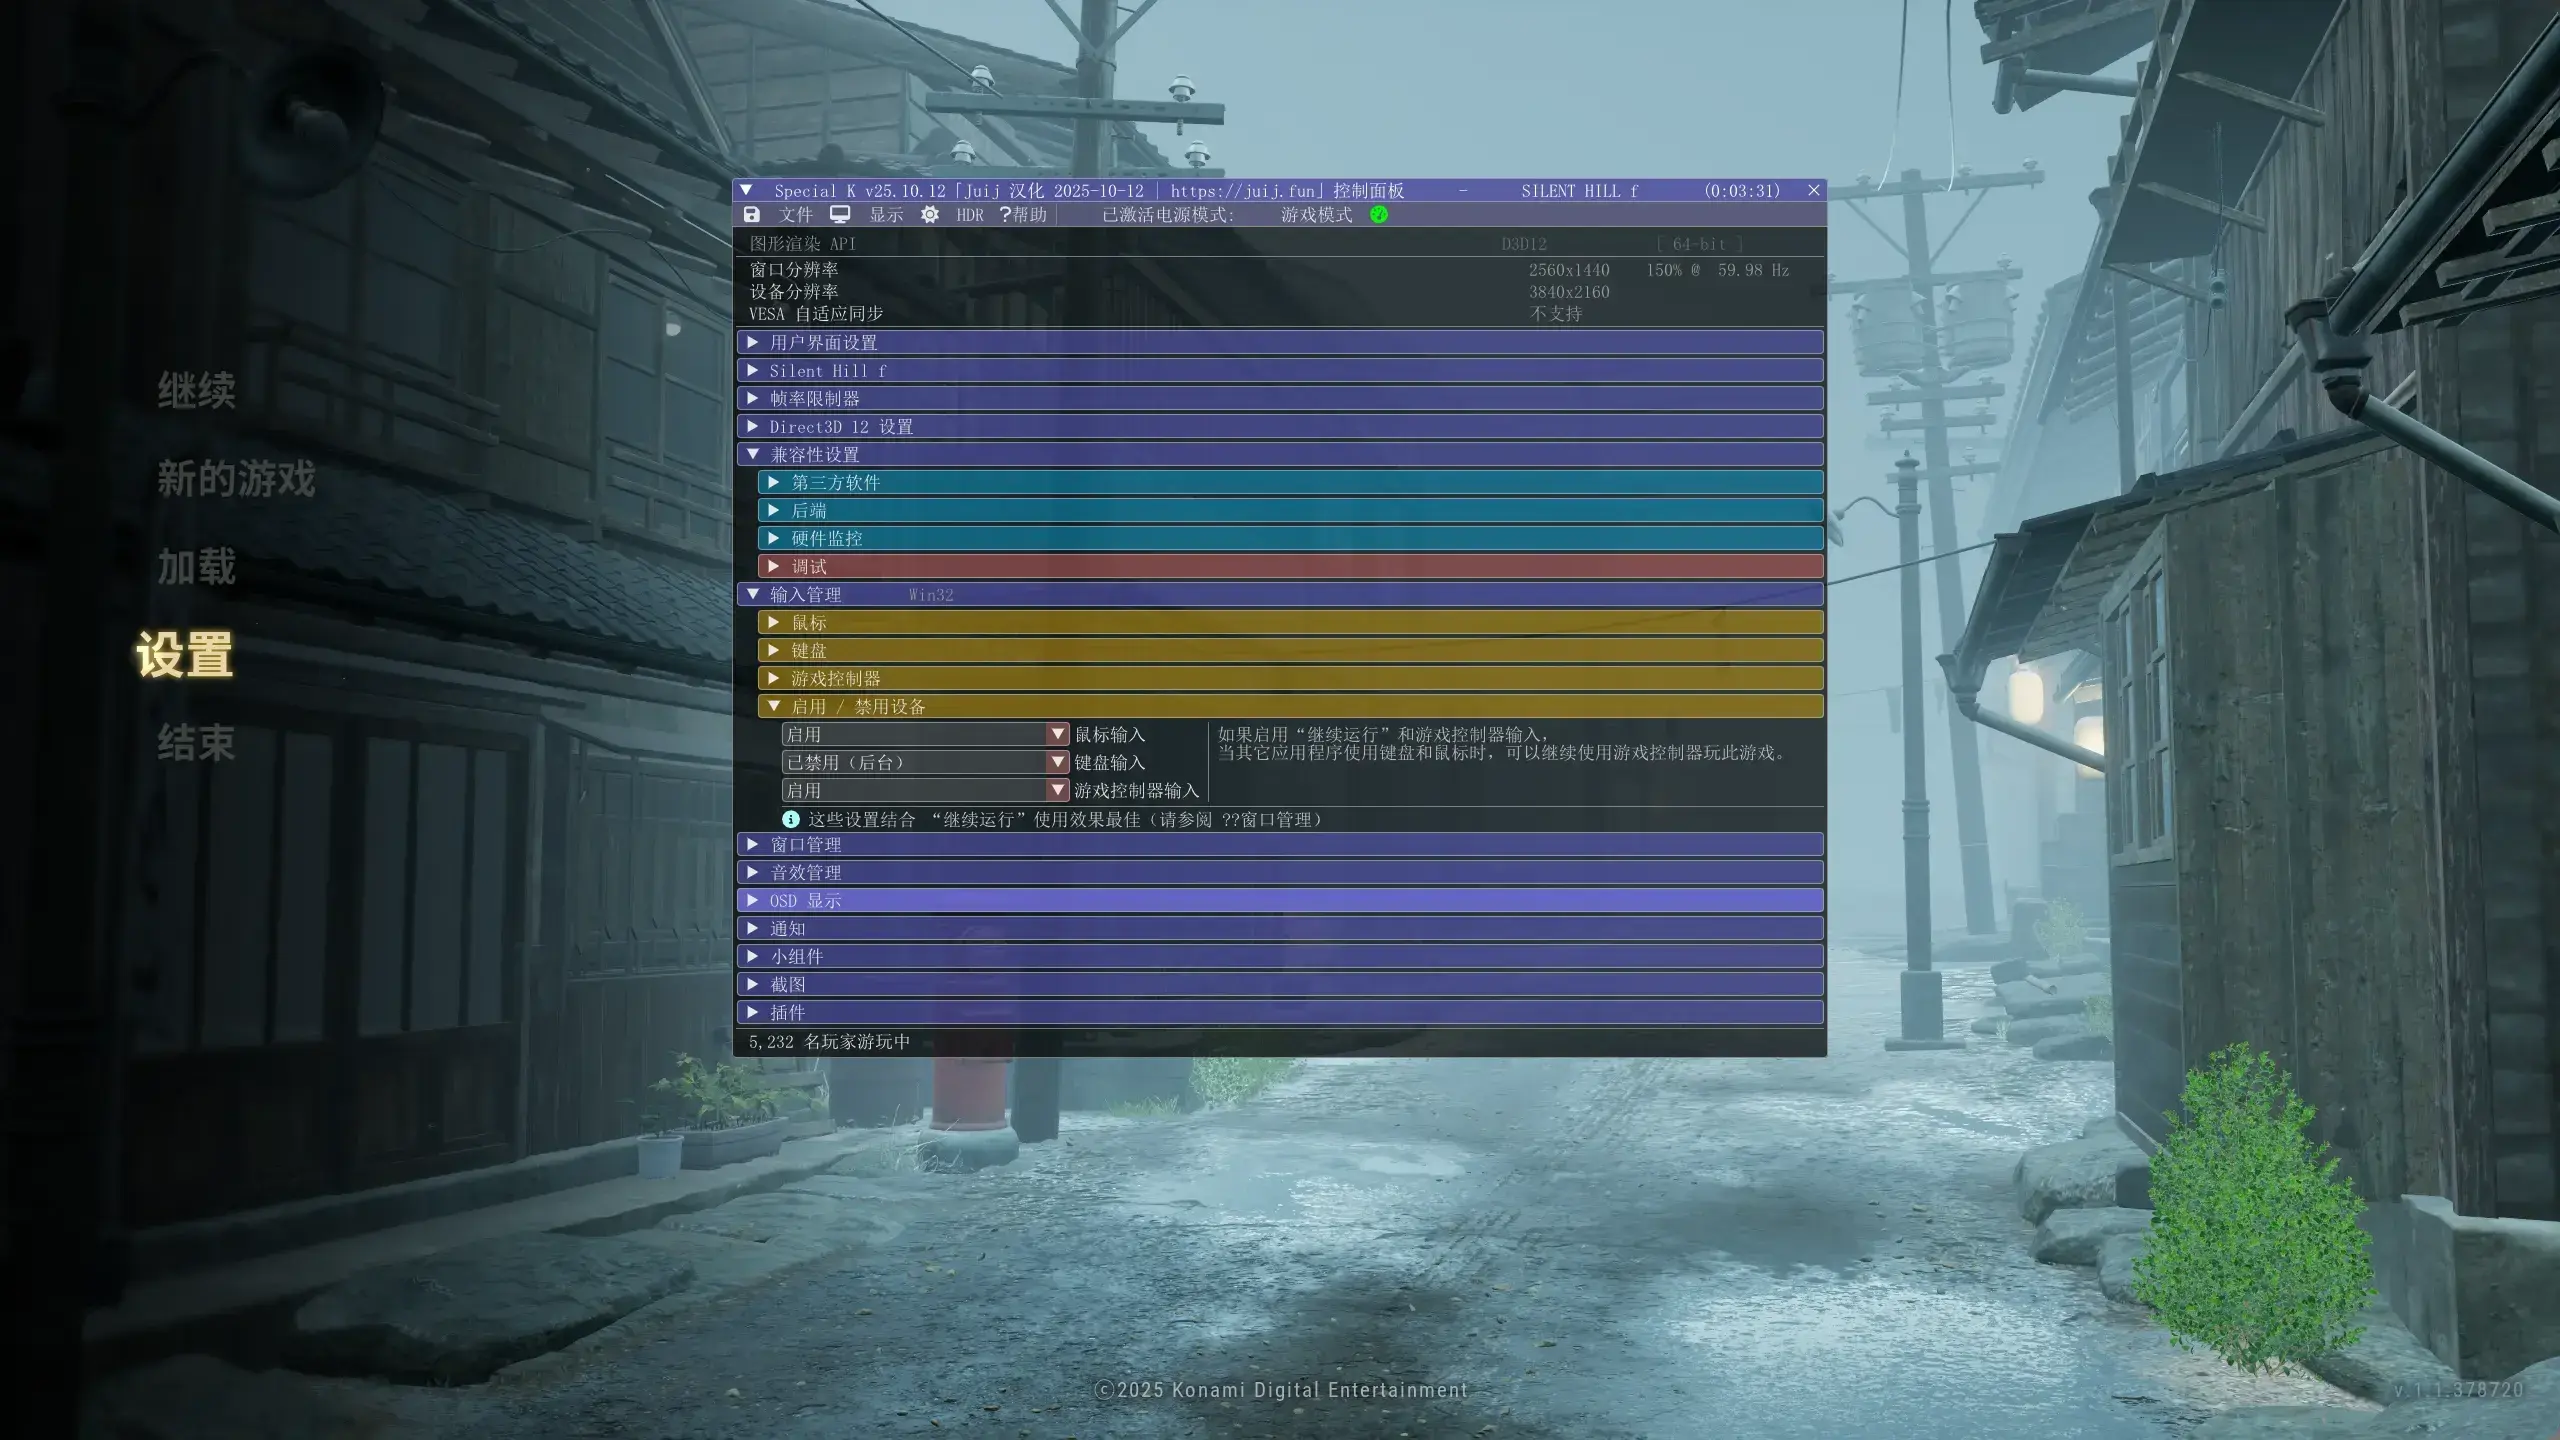 Special K v25.10.12「Juij 汉化 2025-10-12 | https://juij.fun」控制面板 - SILENT HILL f (0:03:31)
文件 显示 HDR ?帮助 已激活电源模式: 游戏模式
图形渲染 API D3D12 [ 64-bit ]
窗口分辨率 2560x1440 150% @ 59.98 Hz
设备分辨率 3840x2160
VESA 自适应同步 不支持
用户界面设置
Silent Hill f
帧率限制器
Direct3D 12 设置
兼容性设置
第三方软件
后端
硬件监控
调试
输入管理 Win32
鼠标
键盘
游戏控制器
启用 / 禁用设备
启用 鼠标输入
已禁用（后台） 键盘输入
启用 游戏控制器输入
如果启用“继续运行”和游戏控制器输入，
当其它应用程序使用键盘和鼠标时，可以继续使用游戏控制器玩此游戏。
这些设置结合 “继续运行”使用效果最佳（请参阅 ??窗口管理）
窗口管理
音效管理
OSD 显示
通知
小组件
截图
插件
5,232 名玩家游玩中
继续
新的游戏
加载
设置
结束
©2025 Konami Digital Entertainment
v.1.1.378720